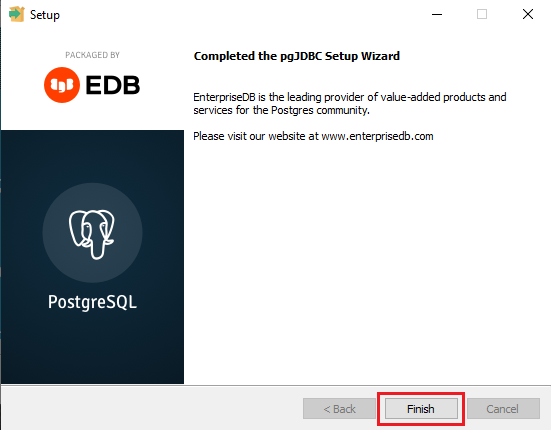 Setup
PACKAGED BY
EDB
Completed the pgJDBC Setup Wizard
EnterpriseDB is the leading provider of value-added products and
services for the Postgres community.
Please visit our website at www.enterprisedb.com
PostgreSQL
< Back
Finish
Cancel